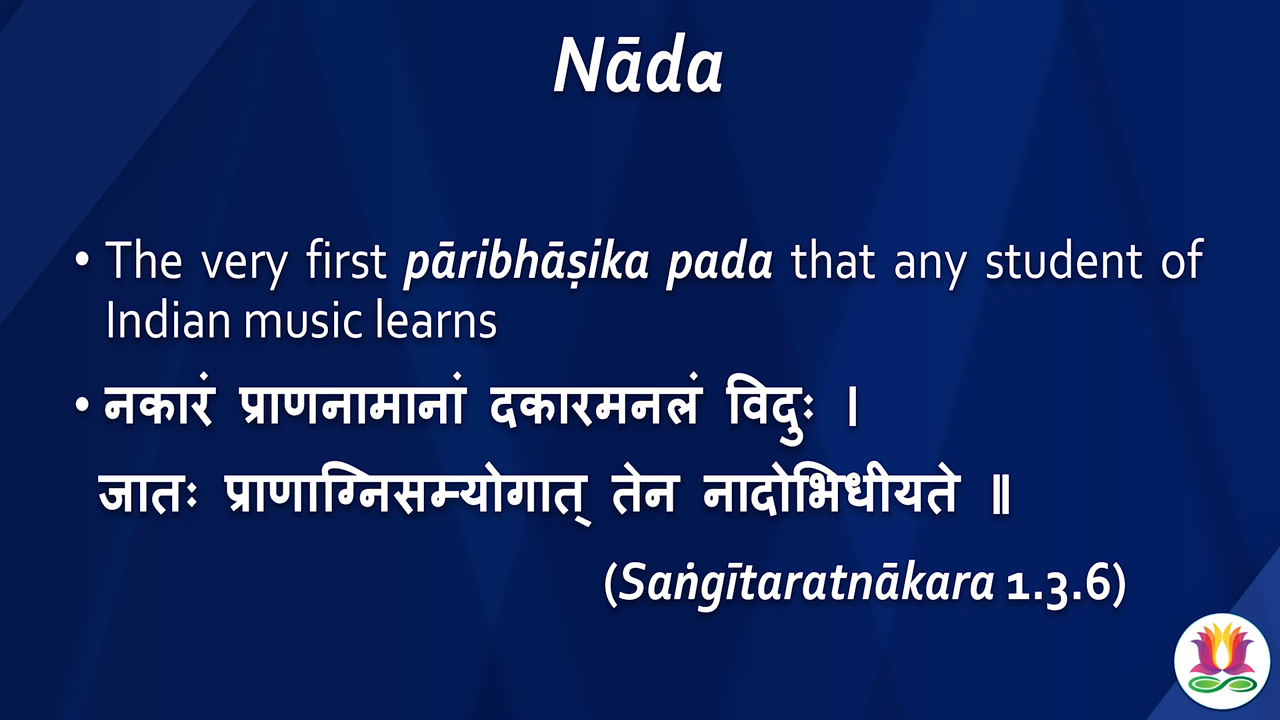 Nāda
• The very first pāribhāṣika pada that any student of
Indian music learns
• नकारं प्राणनामानां दकारमनलं विदुः ।
जातः प्राणाग्निसम्योगात् तेन नादोभिधीयते ॥
(Saṅgītaratnākara 1.3.6)